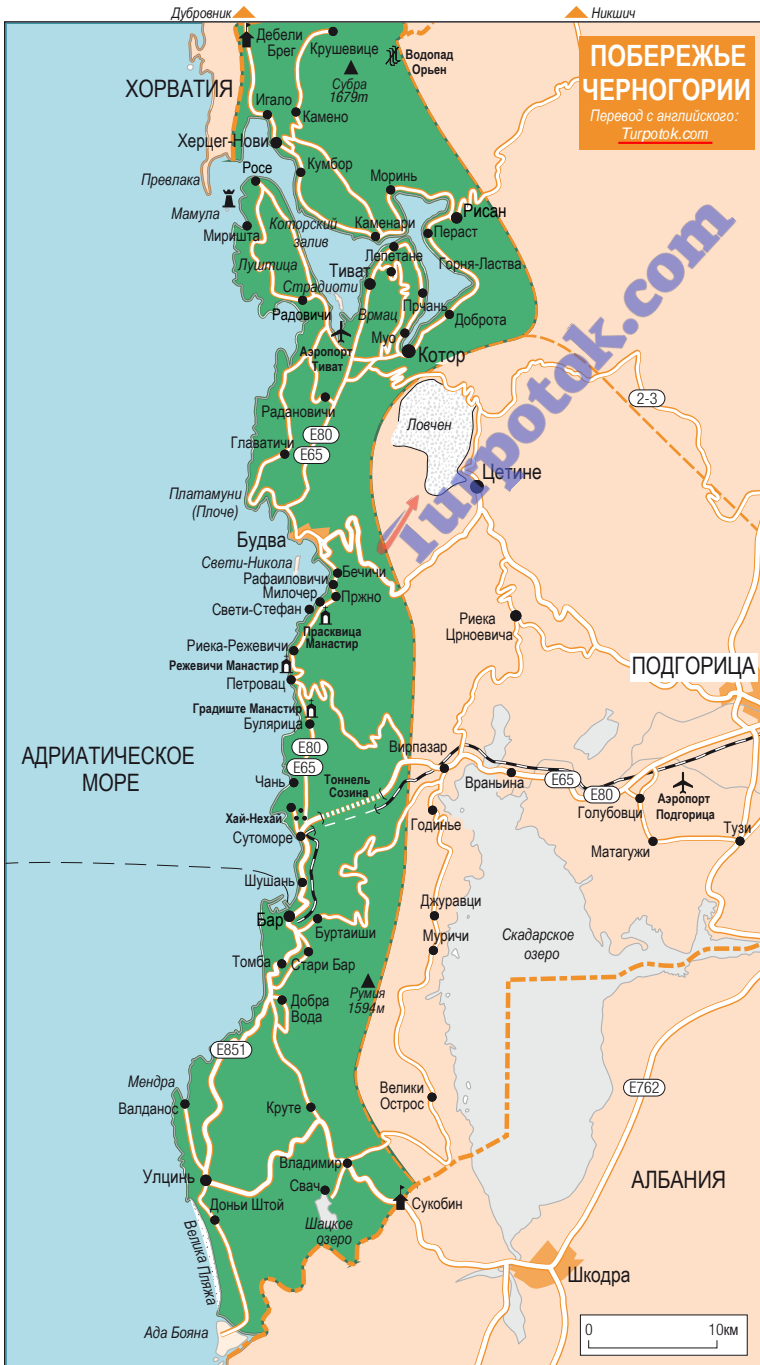 Дубровник
Никшич
ПОБЕРЕЖЬЕ
ЧЕРНОГОРИИ
Перевод с английского:
Turpotok.com
Дебели
Брег
Крушевице
Водопад
Орьен
Субра
1679m
ХОРВАТИЯ
Игало
Камено
Херцег-Нови
Кумбор
Росе
Моринь
Превлака
Рисан
Мамула
Миришта
Которский
залив
Каменари
Пераст
Лепетане
Луштица
Тиват
Горня-Ластва
Страдиоти
Прчань
Радовичи
Врмац
Доброта
Муо
Котор
Аэропорт
Тиват
Turpotok.com
2-3
Радановичи
Ловчен
E80
Главатичи
E65
Цетине
Платамуни
(Плоче)
Будва
Свети-Никола
Бечичи
Рафаиловичи
Милочер
Пржно
Свети-Стефан
Прасквица
Манастир
Риека
Црноевича
Риека-Режевичи
Режевичи Манастир
Петровац
ПОДГОРИЦА
Градиште Манастир
Булярица
АДРИАТИЧЕСКОЕ
МОРЕ
E80
E65
Вирпазар
Чань
Тоннель
Созина
Враньина
E65
E80
Аэропорт
Подгорица
Голубовци
Хай-Нехай
Годинье
Сутоморе
Матагужи
Тузи
Шушань
Бар
Буртаиши
Джуравци
Муричи
Скадарское
озеро
Томба
Стари Бар
Добра
Вода
Румия
1594м
E851
Мендра
Валданос
Круте
Велики
Острос
E762
Улцинь
Владимир
Свач
АЛБАНИЯ
Доньи Штой
Сукобин
Шацкое
озеро
Велика Пляжа
Шкодра
Ада Бояна
0
10км